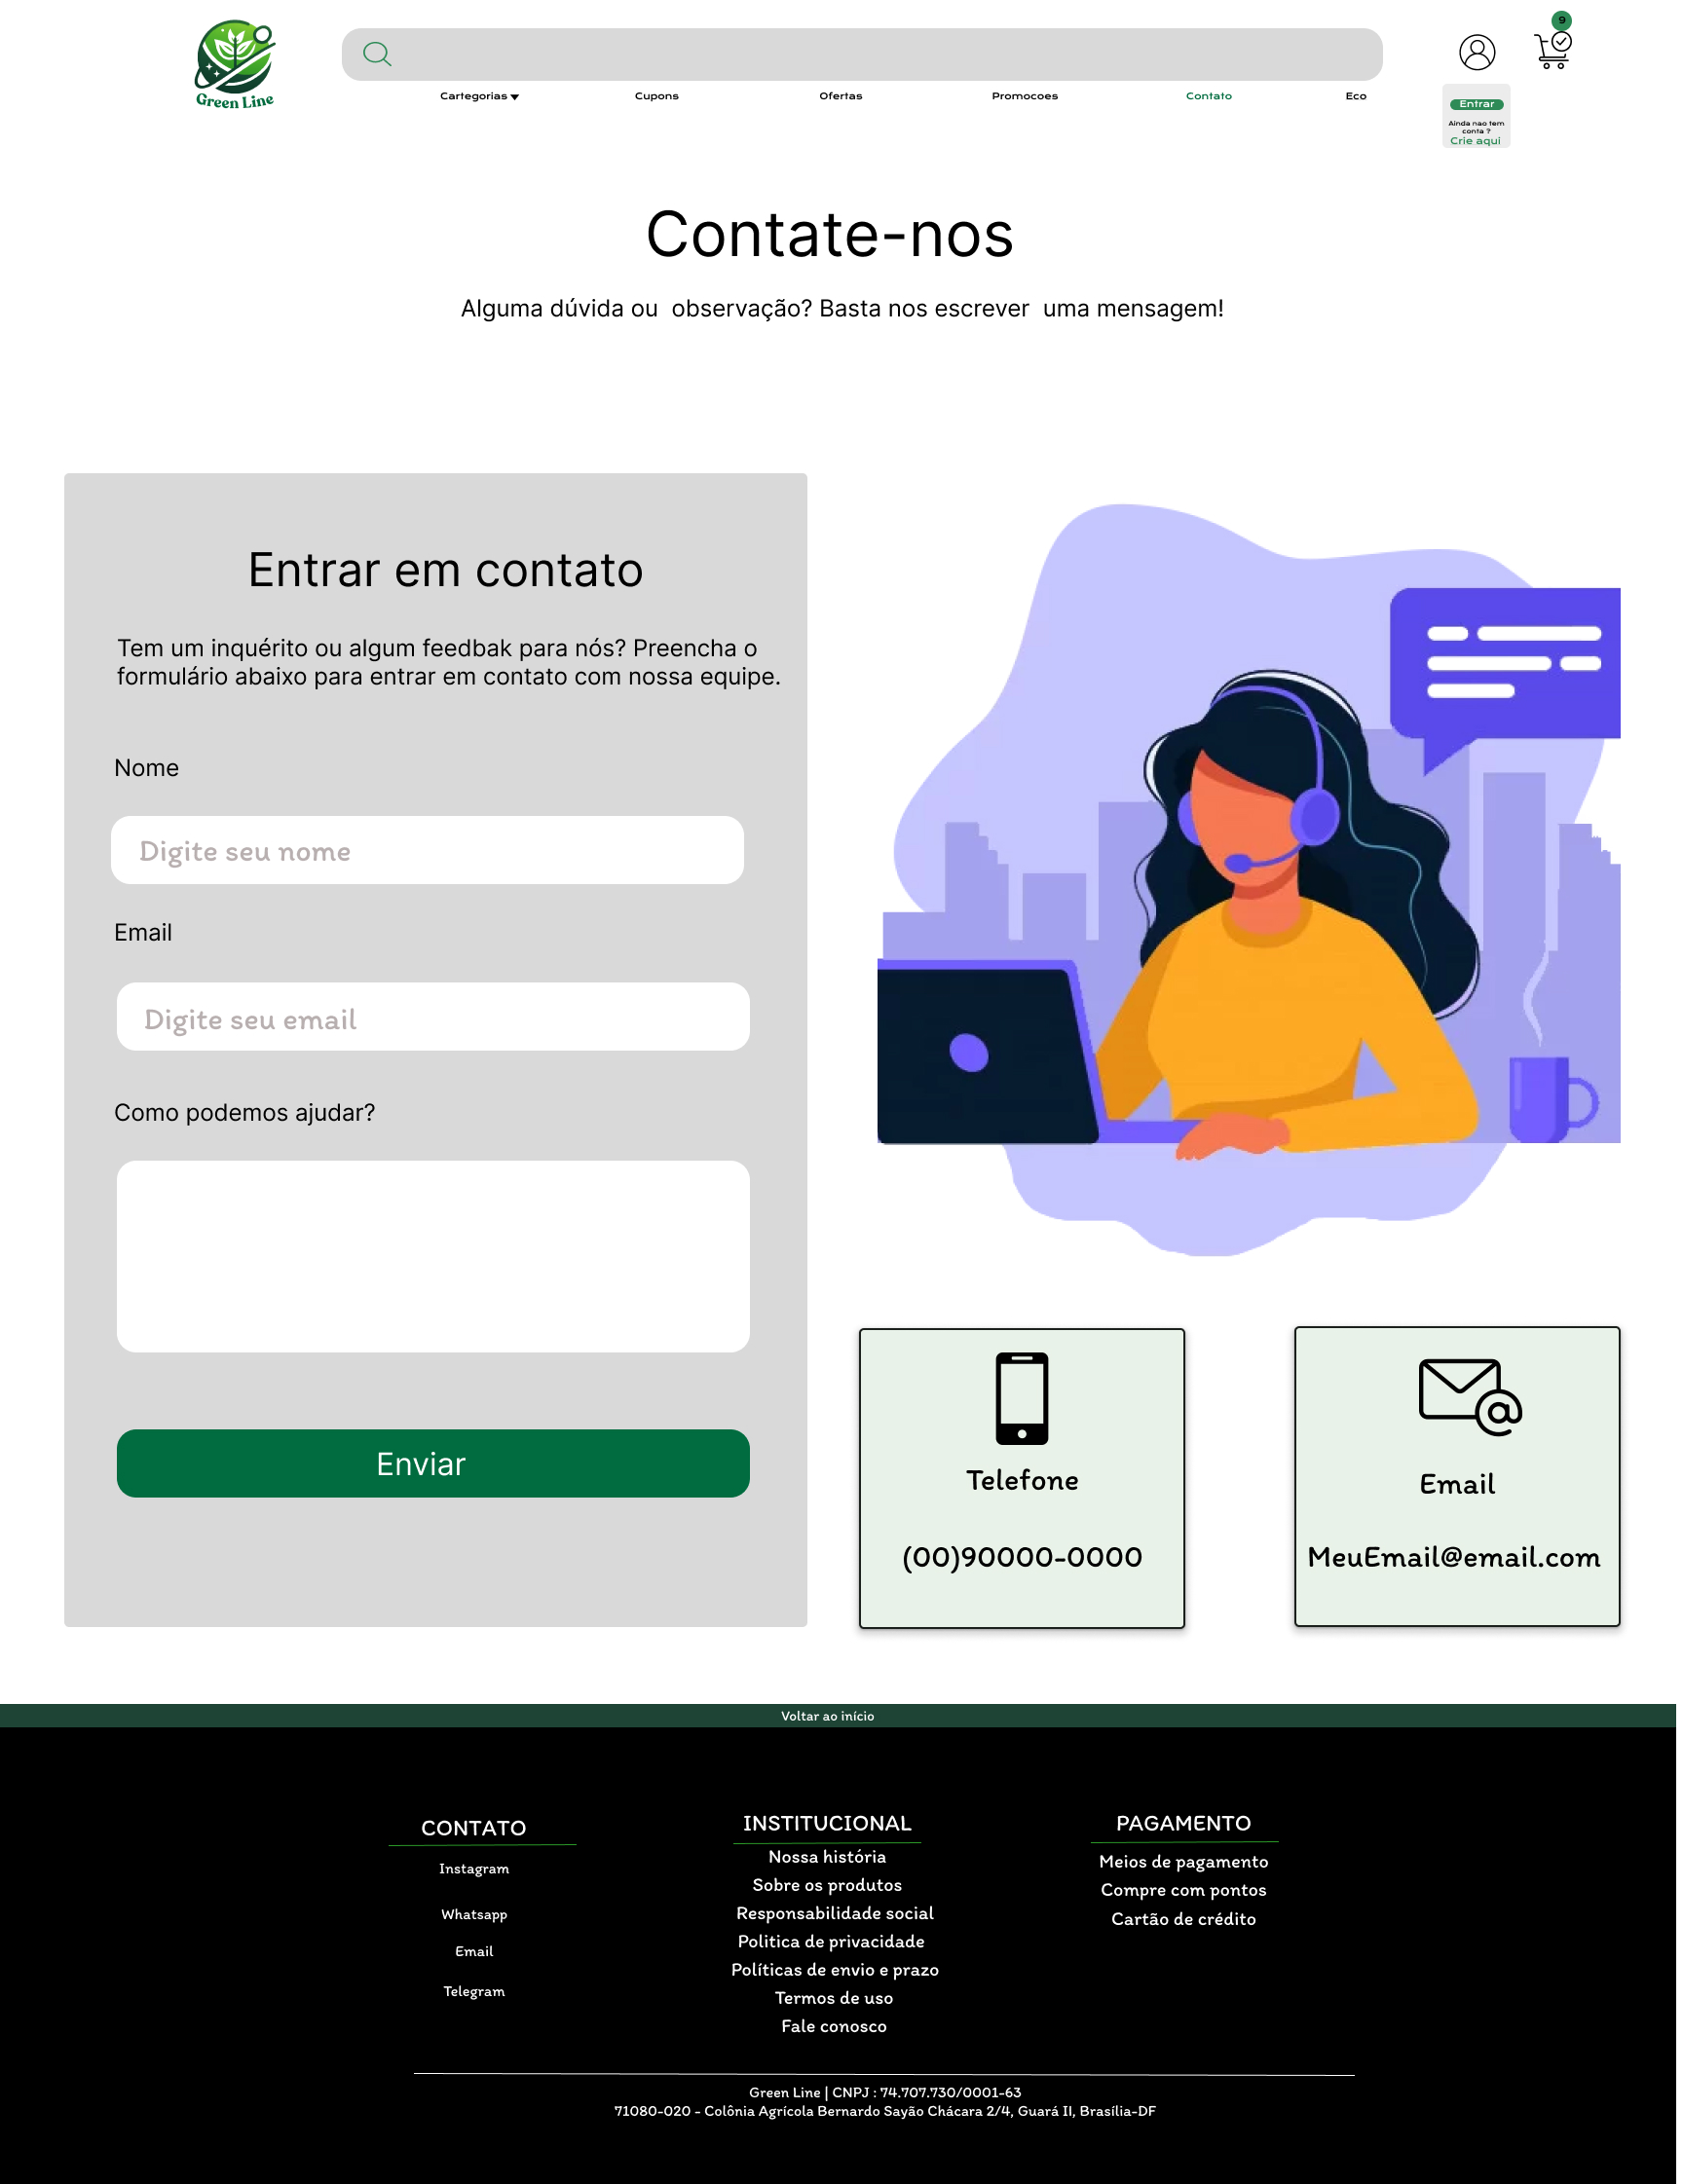 9
Green Line
Cartegorias
Cupons
Ofertas
Promocoes
Contato
Eco
Entrar
Ainda nao tem
conta ?
Crie aqui
Contate-nos
Alguma dúvida ou  observação? Basta nos escrever  uma mensagem!
Entrar em contato
Tem um inquérito ou algum feedbak para nós? Preencha o
formulário abaixo para entrar em contato com nossa equipe.
Nome
Digite seu nome
Email
Digite seu email
Como podemos ajudar?
Enviar
Telefone
(00)90000-0000
Email
MeuEmail@email.com
Voltar ao início
CONTATO
Instagram
Whatsapp
Email
Telegram
INSTITUCIONAL
Nossa história
Sobre os produtos
Responsabilidade social
Politica de privacidade
Políticas de envio e prazo
Termos de uso
Fale conosco
PAGAMENTO
Meios de pagamento
Compre com pontos
Cartão de crédito
Green Line | CNPJ : 74.707.730/0001-63
71080-020 - Colônia Agrícola Bernardo Sayão Chácara 2/4, Guará II, Brasília-DF